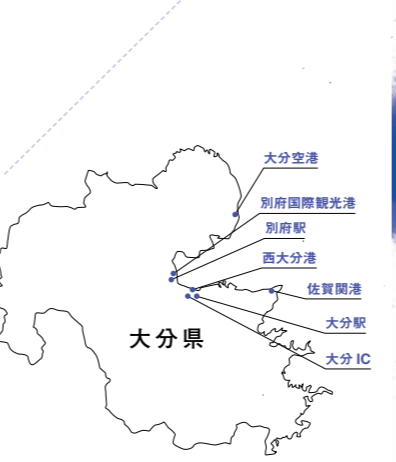 大分空港
別府国際観光港
別府駅
西大分港
佐賀関港
大分駅
大分県
大分 IC